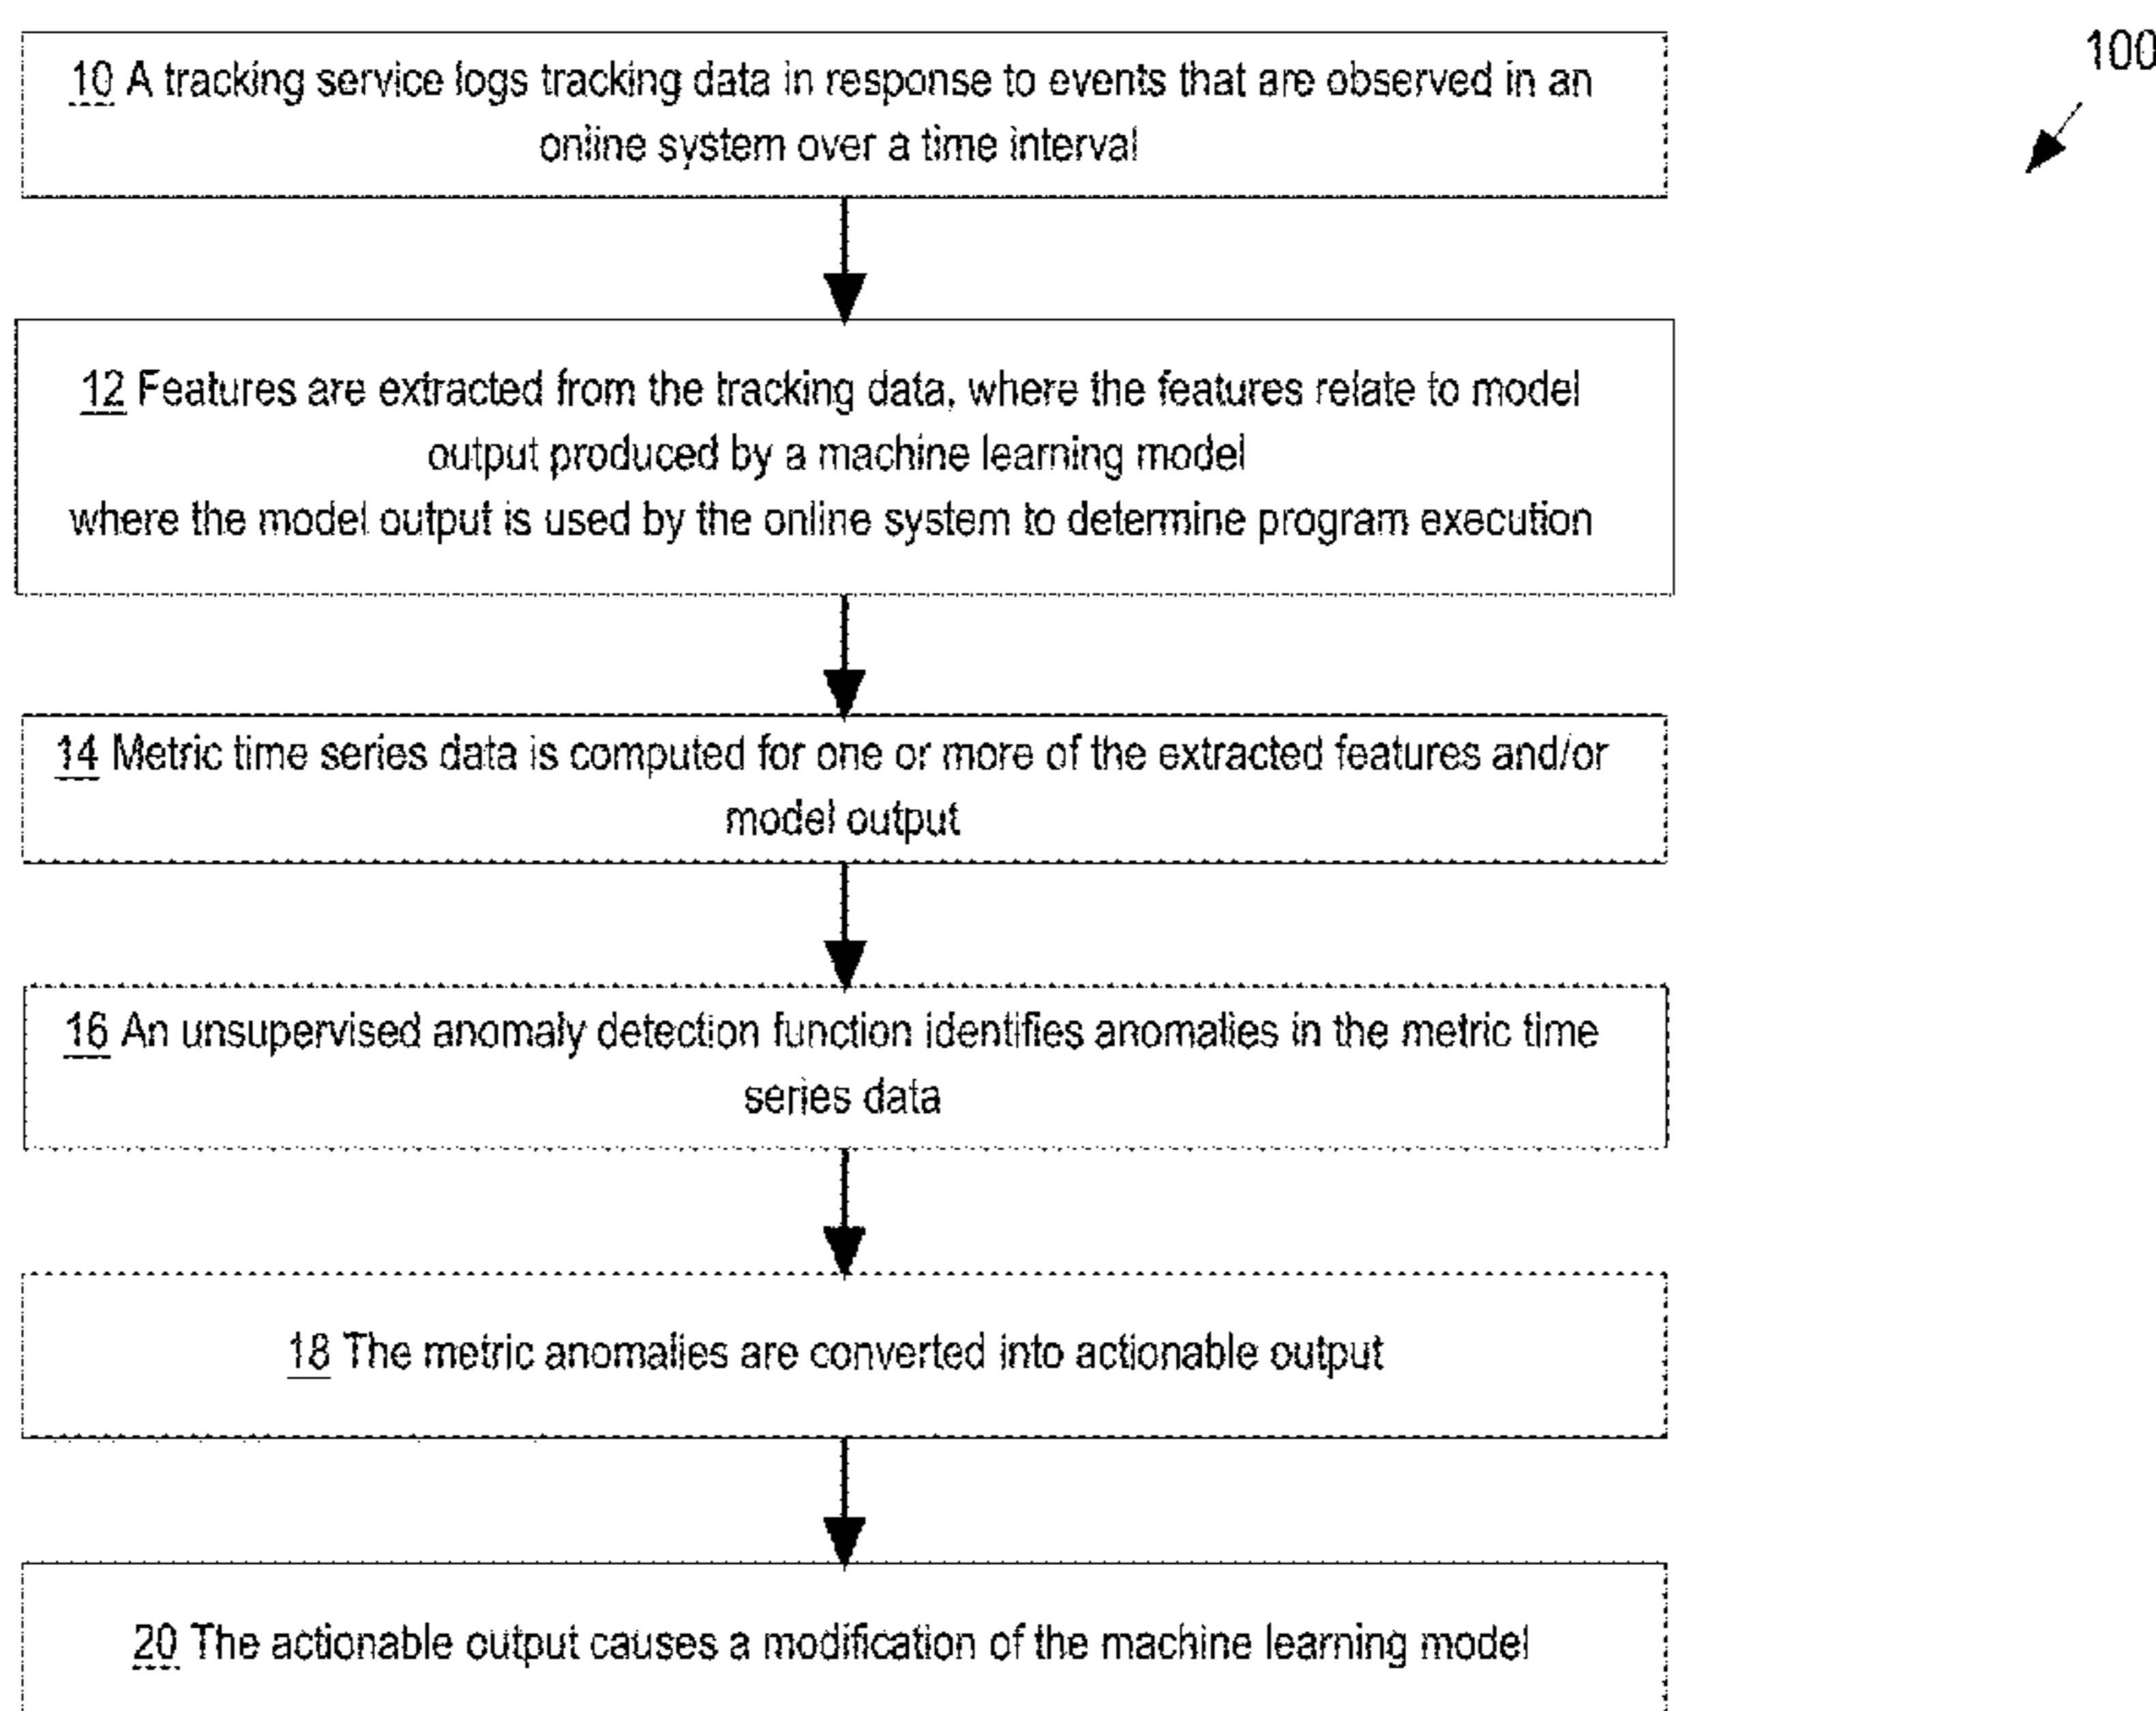 100
10 A tracking service logs tracking data in response to events that are observed in an
online system over a time interval
12 Features are extracted from the tracking data, where the features relate to model
output produced by a machine learning model
where the model output is used by the online system to determine program execution
14 Metric time series data is computed for one or more of the extracted features and/or
model output
16 An unsupervised anomaly detection function identifies anomalies in the metric time
series data
18 The metric anomalies are converted into actionable output
20 The actionable output causes a modification of the machine learning model